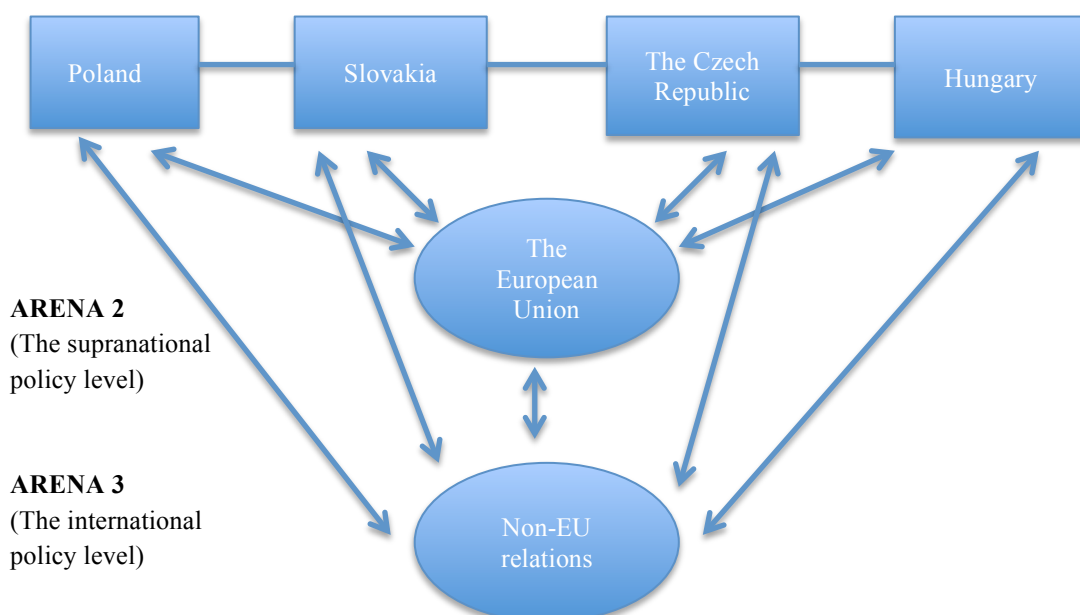 Poland
Slovakia
The Czech
Republic
Hungary
The
European
Union
ARENA 2
(The supranational
policy level)
ARENA 3
(The international
policy level)
Non-EU
relations